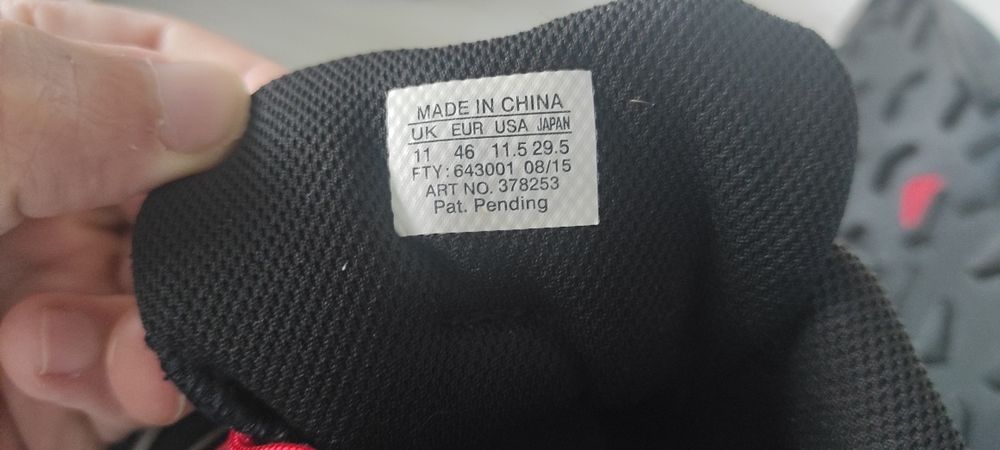 MADE IN CHINA
UK EUR USA JAPAN
11 46 11.5 29.5
FTY: 643001 08/15
ART NO. 378253
Pat. Pending